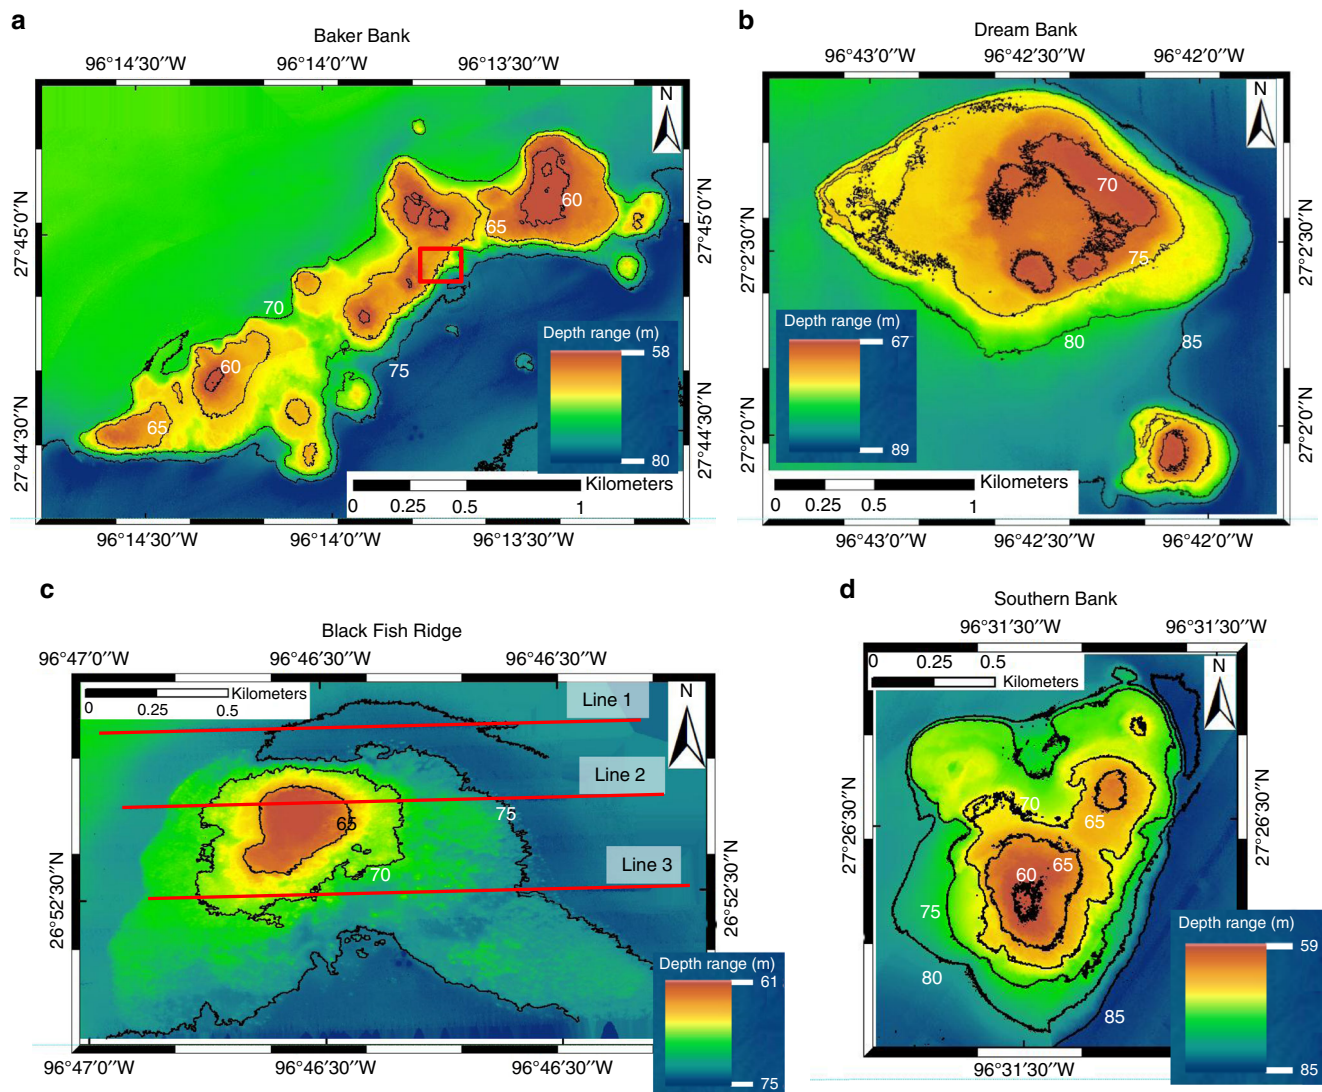 a
Baker Bank
96°14′30′′W 96°14′0′′W 96°13′30′′W
N
27°45′0′′N
27°44′30′′N
60
65
70
60
75
65
27°45′0′′N
27°44′30′′N
Depth range (m)
58
80
Kilometers
0 0.25 0.5 1
96°14′30′′W 96°14′0′′W 96°13′30′′W
b
Dream Bank
96°43′0′′W 96°42′30′′W 96°42′0′′W
N
27°2′30′′N
27°2′0′′N
70
75
80
85
27°2′30′′N
27°2′0′′N
Depth range (m)
67
89
Kilometers
0 0.25 0.5 1
96°43′0′′W 96°42′30′′W 96°42′0′′W
c
Black Fish Ridge
96°47′0′′W 96°46′30′′W 96°46′30′′W
Kilometers
0 0.25 0.5
N
Line 1
Line 2
Line 3
65
75
70
26°52′30′′N
26°52′30′′N
Depth range (m)
61
75
96°47′0′′W 96°46′30′′W 96°46′30′′W
d
Southern Bank
96°31′30′′W 96°31′30′′W
0 0.25 0.5
Kilometers
N
27°26′30′′N
27°26′30′′N
70
65
65
60
75
80
85
Depth range (m)
59
85
96°31′30′′W